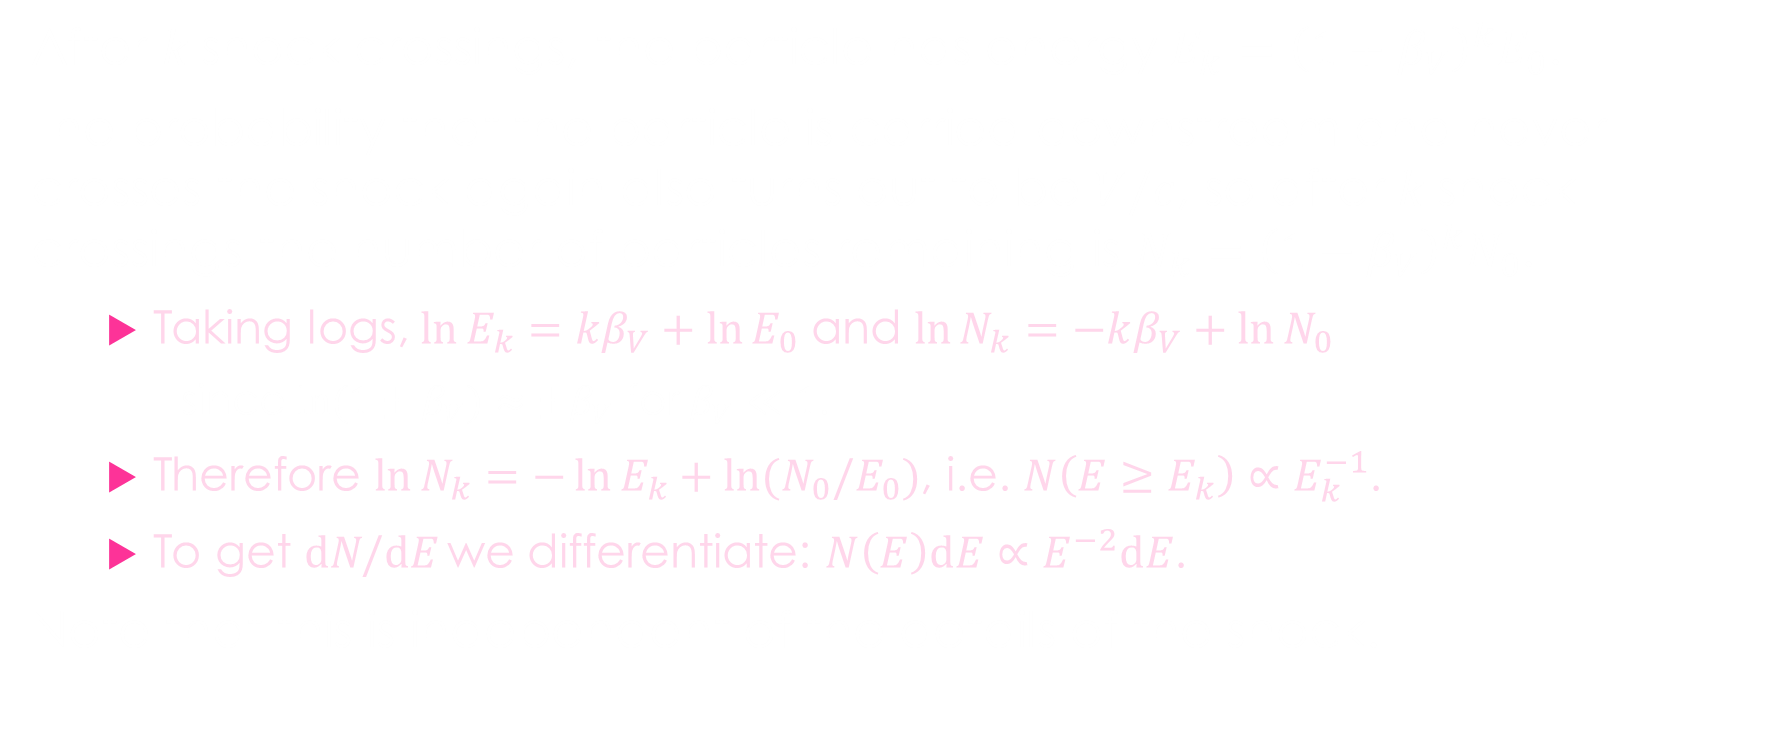 ▶ Taking logs, ln E_k = kβ_V + ln E_0 and ln N_k = −kβ_V + ln N_0
▶ Therefore ln N_k = − ln E_k + ln(N_0/E_0), i.e. N(E ≥ E_k) ∝ E_k^{−1}.
▶ To get dN/dE we differentiate: N(E)dE ∝ E^{−2}dE.